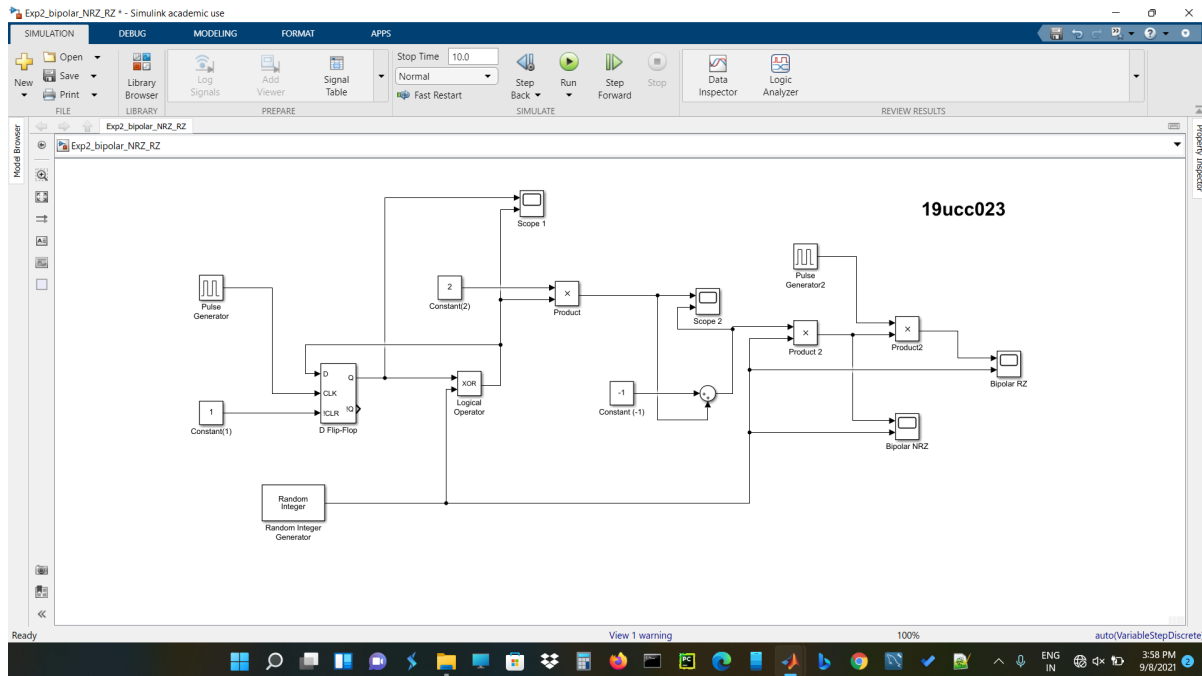 Exp2_bipolar_NRZ_RZ * - Simulink academic use
SIMULATION DEBUG MODELING FORMAT APPS
New
Open
Save
Print
FILE
Library
Browser
LIBRARY
Log
Signals
Add
Viewer
Signal
Table
PREPARE
Stop Time 10.0
Normal
Fast Restart
Step
Back
Run
Step
Forward
Stop
SIMULATE
Data
Inspector
Logic
Analyzer
REVIEW RESULTS
Model Browser
Property Inspector
Exp2_bipolar_NRZ_RZ
Exp2_bipolar_NRZ_RZ
19ucc023
Scope 1
Pulse
Generator
2
Constant(2)
×
Product
Scope 2
Pulse
Generator2
×
Product 2
×
Product2
Bipolar RZ
D Q
CLK
!CLR !Q
D Flip-Flop
1
Constant(1)
XOR
Logical
Operator
-1
Constant (-1)
Bipolar NRZ
Random
Integer
Random Integer
Generator
Ready
View 1 warning
100%
auto(VariableStepDiscrete
ENG
IN
3:58 PM
9/8/2021
2